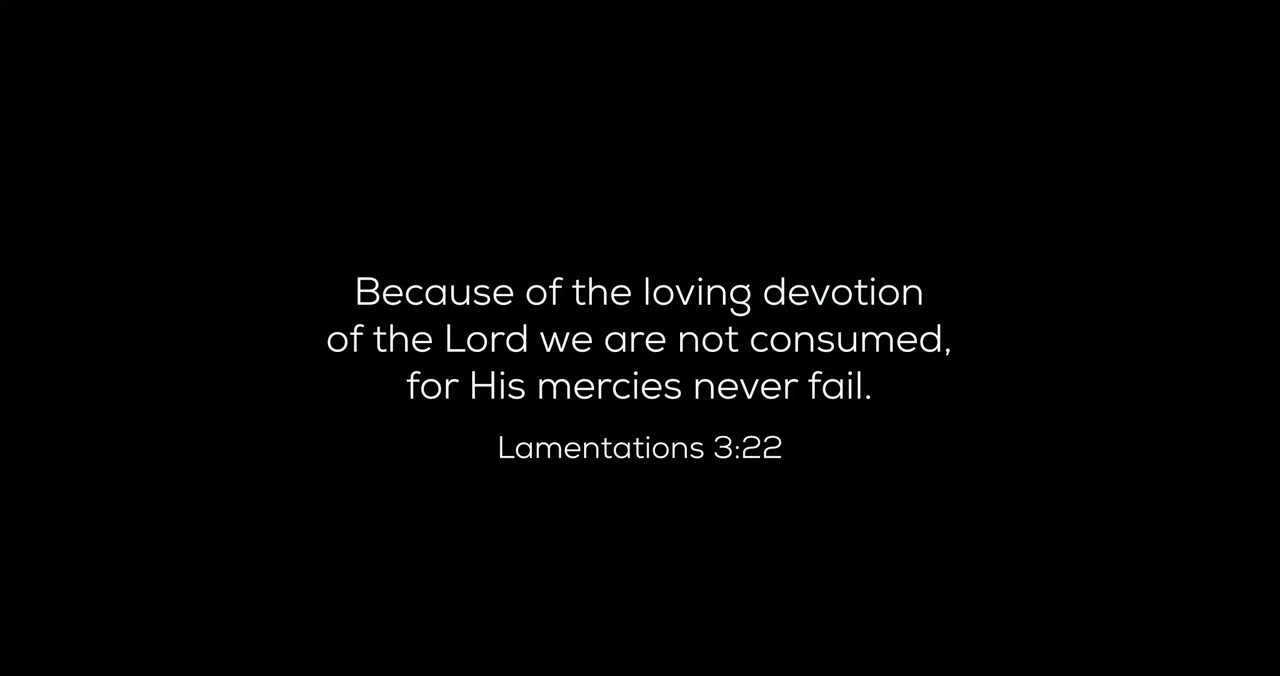 Because of the loving devotion
of the Lord we are not consumed,
for His mercies never fail.
Lamentations 3:22